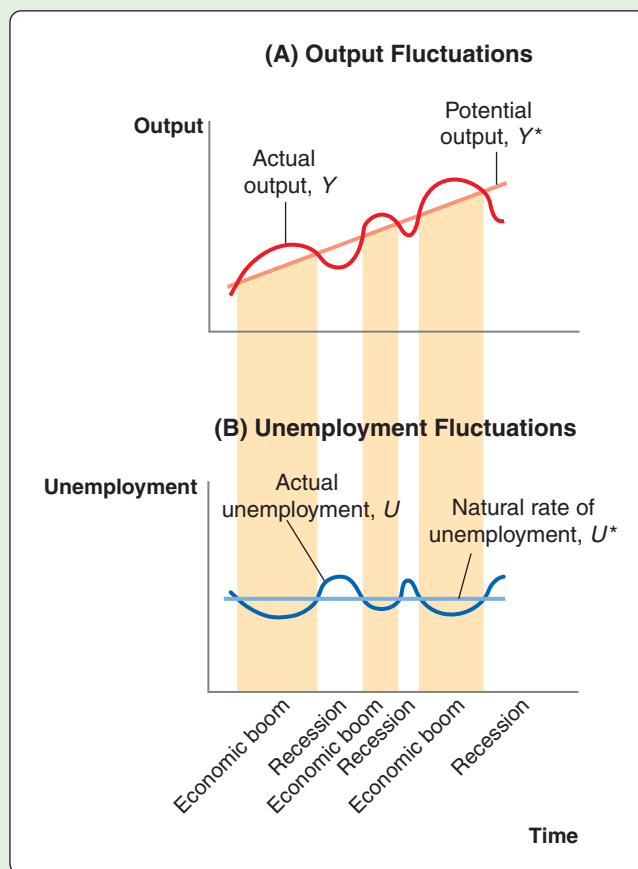 (A) Output Fluctuations
Output
Potential
output, Y*
Actual
output, Y
(B) Unemployment Fluctuations
Unemployment
Actual
unemployment, U
Natural rate of
unemployment, U*
Economic boom
Recession
Economic boom
Recession
Economic boom
Recession
Time